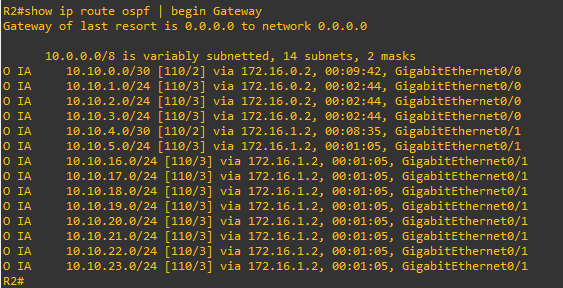 R2#show ip route ospf | begin Gateway
Gateway of last resort is 0.0.0.0 to network 0.0.0.0
10.0.0.0/8 is variably subnetted, 14 subnets, 2 masks
O IA 10.10.0.0/30 [110/2] via 172.16.0.2, 00:09:42, GigabitEthernet0/0
O IA 10.10.1.0/24 [110/3] via 172.16.0.2, 00:02:44, GigabitEthernet0/0
O IA 10.10.2.0/24 [110/3] via 172.16.0.2, 00:02:44, GigabitEthernet0/0
O IA 10.10.3.0/24 [110/3] via 172.16.0.2, 00:02:44, GigabitEthernet0/0
O IA 10.10.4.0/30 [110/2] via 172.16.1.2, 00:08:35, GigabitEthernet0/1
O IA 10.10.5.0/24 [110/3] via 172.16.1.2, 00:01:05, GigabitEthernet0/1
O IA 10.10.16.0/24 [110/3] via 172.16.1.2, 00:01:05, GigabitEthernet0/1
O IA 10.10.17.0/24 [110/3] via 172.16.1.2, 00:01:05, GigabitEthernet0/1
O IA 10.10.18.0/24 [110/3] via 172.16.1.2, 00:01:05, GigabitEthernet0/1
O IA 10.10.19.0/24 [110/3] via 172.16.1.2, 00:01:05, GigabitEthernet0/1
O IA 10.10.20.0/24 [110/3] via 172.16.1.2, 00:01:05, GigabitEthernet0/1
O IA 10.10.21.0/24 [110/3] via 172.16.1.2, 00:01:05, GigabitEthernet0/1
O IA 10.10.22.0/24 [110/3] via 172.16.1.2, 00:01:05, GigabitEthernet0/1
O IA 10.10.23.0/24 [110/3] via 172.16.1.2, 00:01:05, GigabitEthernet0/1
R2#